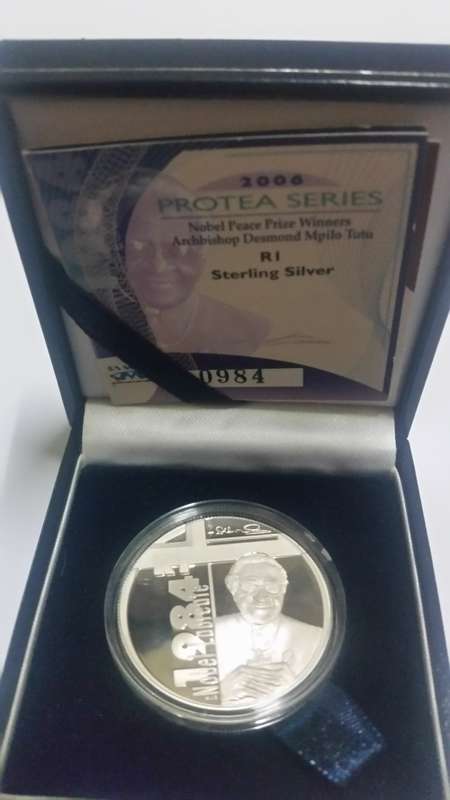 2006
PROTEA SERIES
Nobel Peace Prize Winners
Archbishop Desmond Mpilo Tutu
R1
Sterling Silver
0984
1984
Nobel Laureate